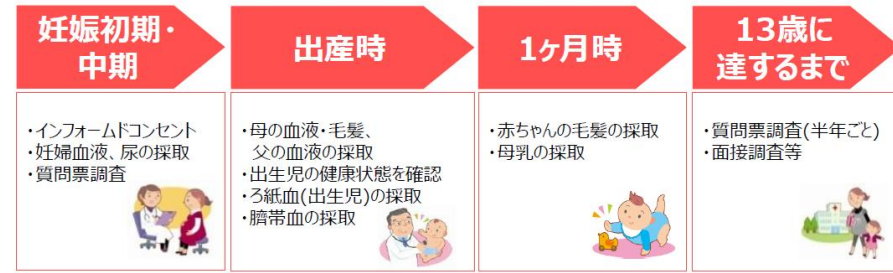 妊娠初期・
中期
・インフォームドコンセント
・妊婦血液、尿の採取
・質問票調査
出産時
・母の血液・毛髪、
父の血液の採取
・出生児の健康状態を確認
・ろ紙血(出生児)の採取
・臍帯血の採取
1ヶ月時
・赤ちゃんの毛髪の採取
・母乳の採取
13歳に
達するまで
・質問票調査(半年ごと)
・面接調査等